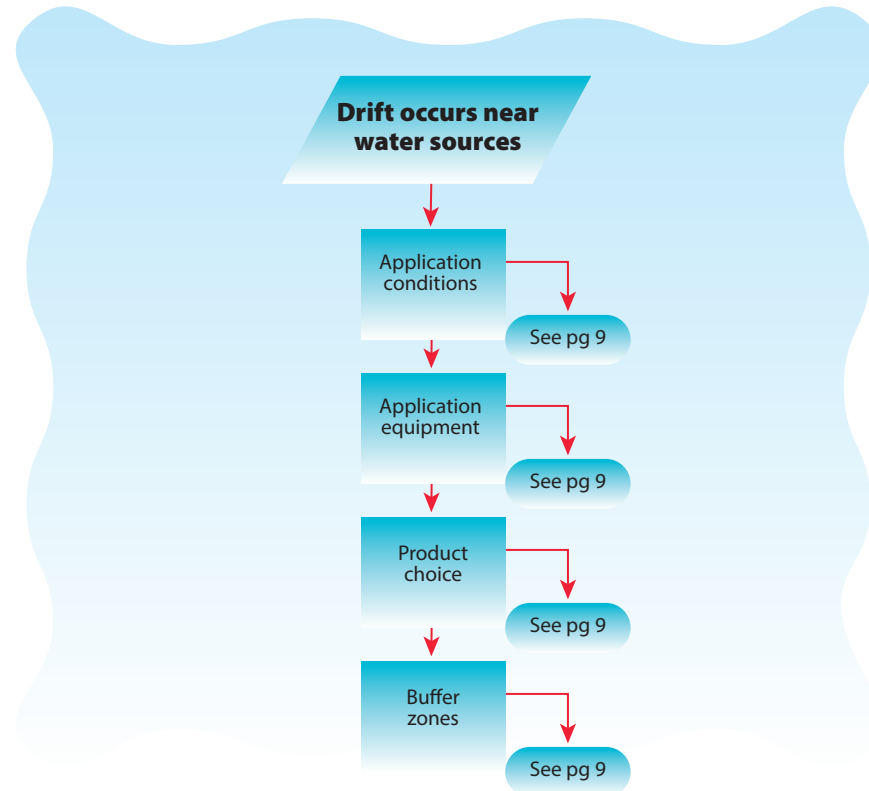 Drift occurs near
water sources
Application
conditions
See pg 9
Application
equipment
See pg 9
Product
choice
See pg 9
Buffer
zones
See pg 9